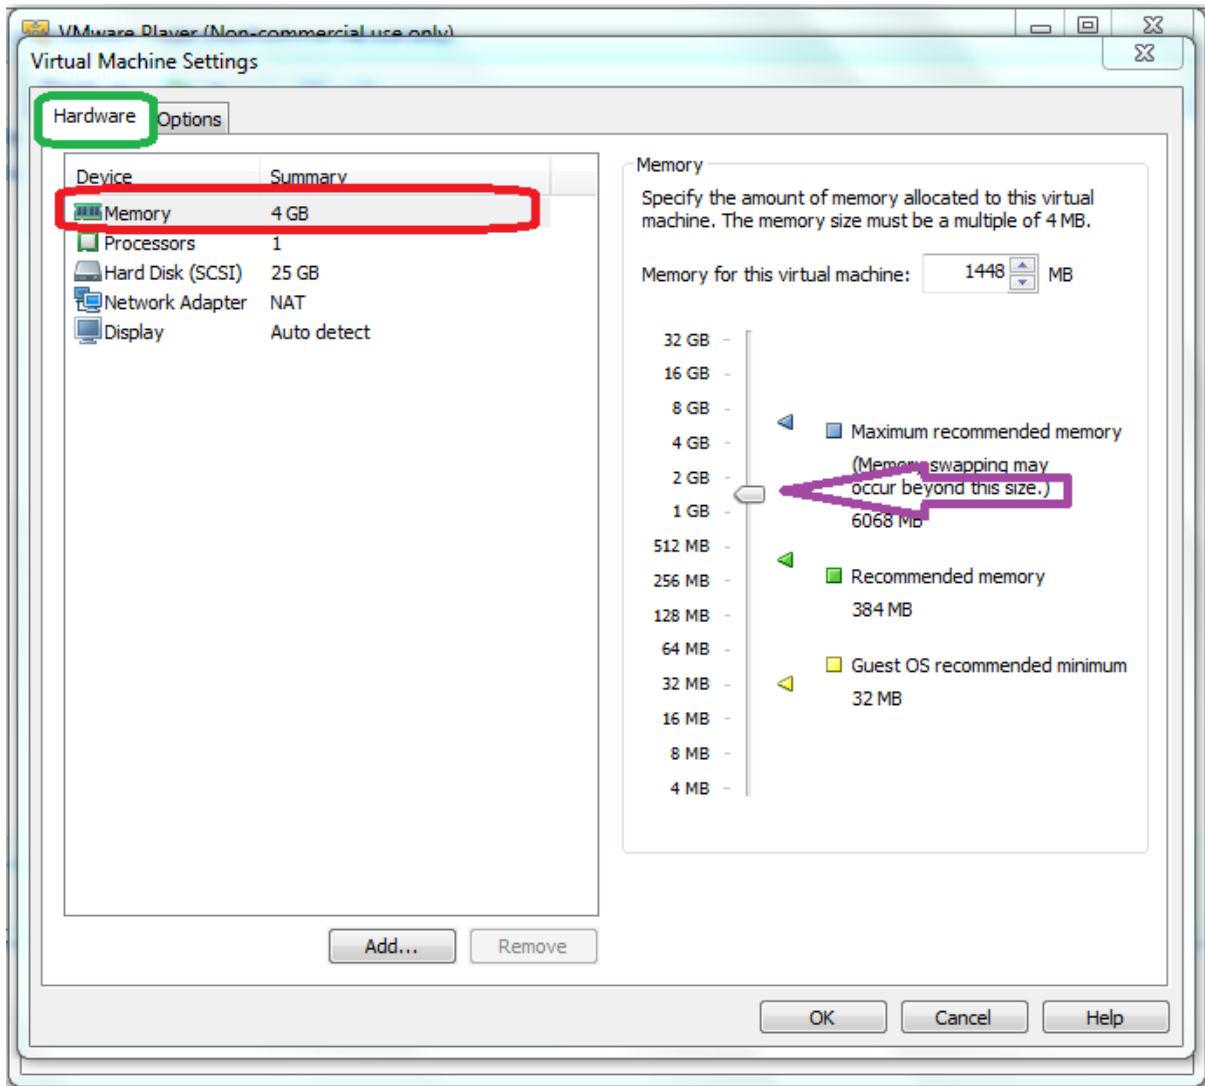 VMware Player (Non-commercial use only)
Virtual Machine Settings
Hardware Options
Device Summary
Memory 4 GB
Processors 1
Hard Disk (SCSI) 25 GB
Network Adapter NAT
Display Auto detect
Add... Remove
Memory
Specify the amount of memory allocated to this virtual
machine. The memory size must be a multiple of 4 MB.
Memory for this virtual machine: 1448 MB
32 GB
16 GB
8 GB
4 GB
2 GB
1 GB
512 MB
256 MB
128 MB
64 MB
32 MB
16 MB
8 MB
4 MB
Maximum recommended memory
(Memory swapping may
occur beyond this size.)
6068 MB
Recommended memory
384 MB
Guest OS recommended minimum
32 MB
OK Cancel Help